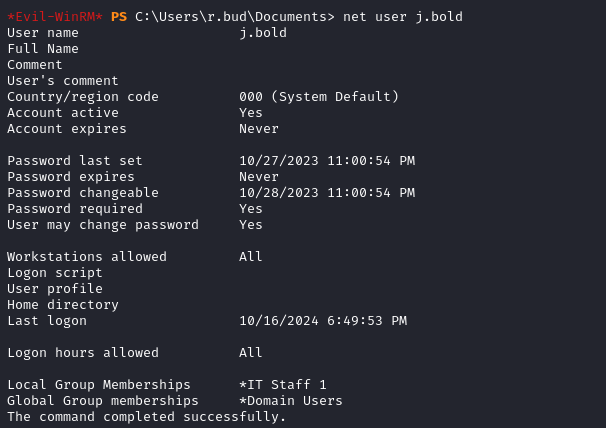 *Evil-WinRM* PS C:\Users\r.bud\Documents> net user j.bold
User name                    j.bold
Full Name
Comment
User's comment
Country/region code          000 (System Default)
Account active               Yes
Account expires              Never

Password last set            10/27/2023 11:00:54 PM
Password expires             Never
Password changeable          10/28/2023 11:00:54 PM
Password required            Yes
User may change password     Yes

Workstations allowed         All
Logon script
User profile
Home directory
Last logon                   10/16/2024 6:49:53 PM

Logon hours allowed          All

Local Group Memberships      *IT Staff 1
Global Group memberships     *Domain Users
The command completed successfully.